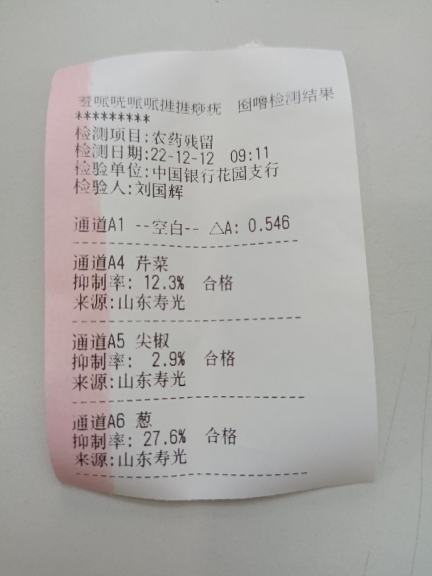 检测结果
*********
检测项目:农药残留
检测日期:22-12-12 09:11
检验单位:中国银行花园支行
检验人:刘国辉
通道A1 --空白-- △A: 0.546
通道A4 芹菜
抑制率: 12.3% 合格
来源:山东寿光
通道A5 尖椒
抑制率: 2.9% 合格
来源:山东寿光
通道A6 葱
抑制率: 27.6% 合格
来源:山东寿光